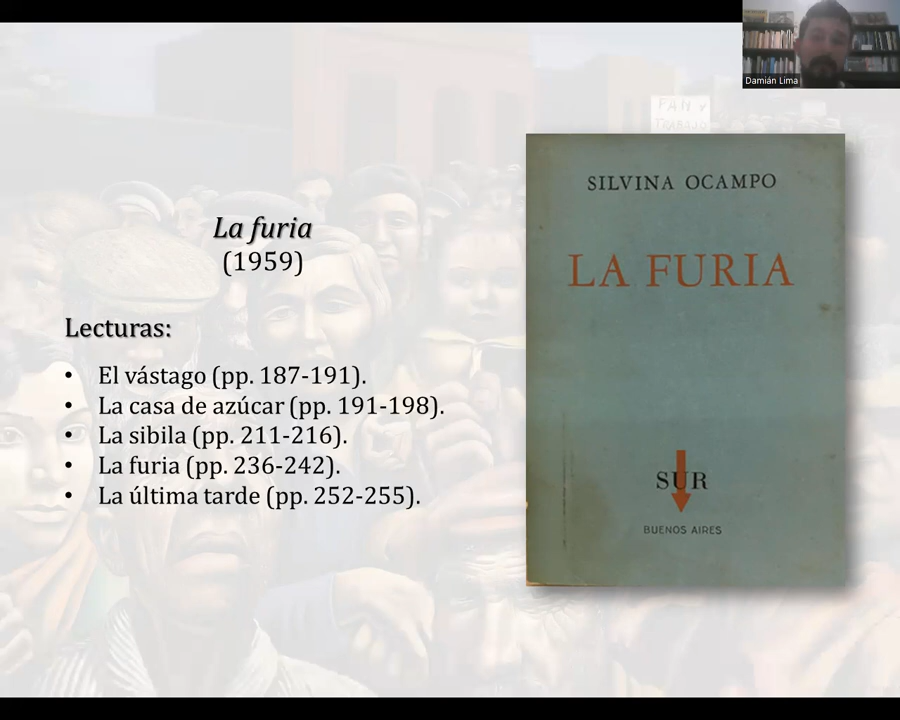 Damián Lima
PAN Y
TRABAJO
SILVINA OCAMPO
LA FURIA
La furia
(1959)
Lecturas:
• El vástago (pp. 187-191).
• La casa de azúcar (pp. 191-198).
• La sibila (pp. 211-216).
• La furia (pp. 236-242).
• La última tarde (pp. 252-255).
SUR
BUENOS AIRES